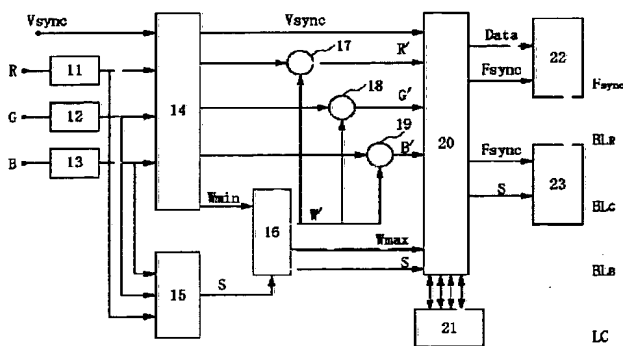 Vsync
Vsync
17
R'
Data
22
R
11
14
18
Fsync
Fsync
G
12
G'
19
20
BLR
B
13
B'
Fsync
23
Wmin
16
W'
S
BLG
Wmax
15
S
S
BLB
21
LC